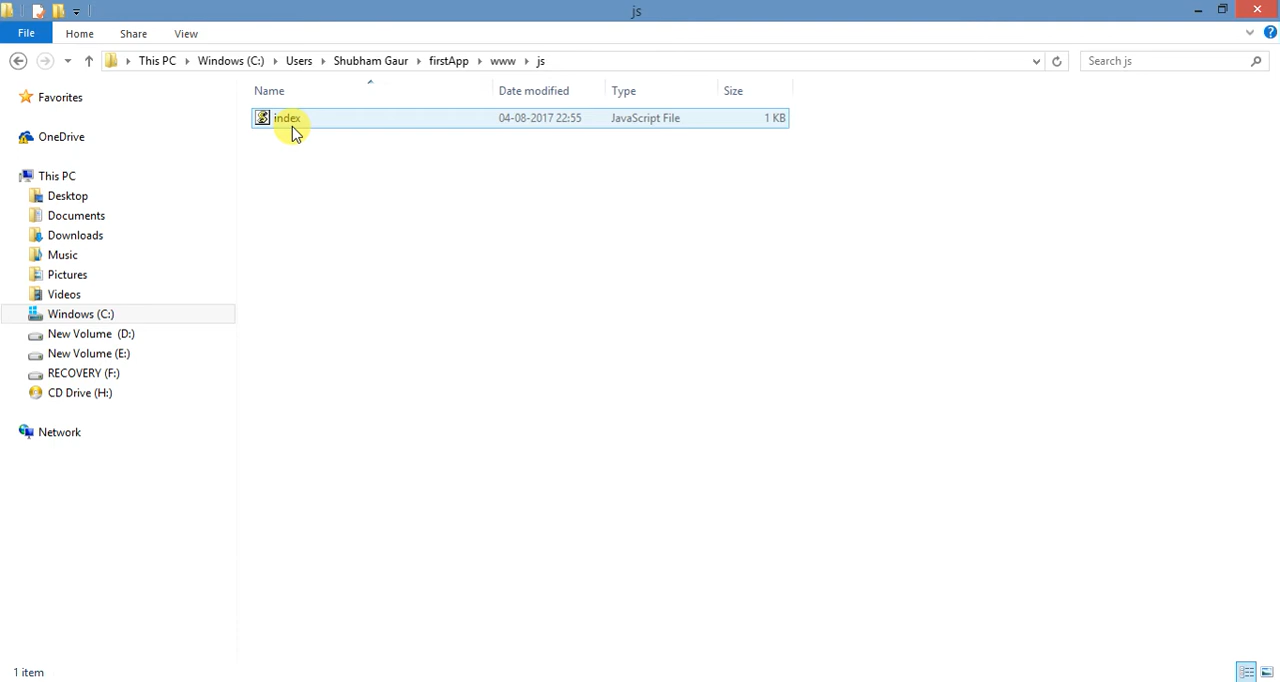 js
File Home Share View
This PC Windows (C:) Users Shubham Gaur firstApp www js Search js
Name Date modified Type Size
index 04-08-2017 22:55 JavaScript File 1 KB
Favorites
OneDrive
This PC
Desktop
Documents
Downloads
Music
Pictures
Videos
Windows (C:)
New Volume (D:)
New Volume (E:)
RECOVERY (F:)
CD Drive (H:)
Network
1 item